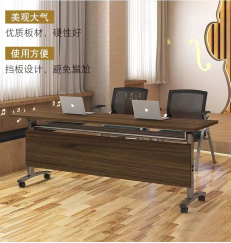 美观大气
优质板材，硬性好
使用方便
挡板设计，避免尴尬